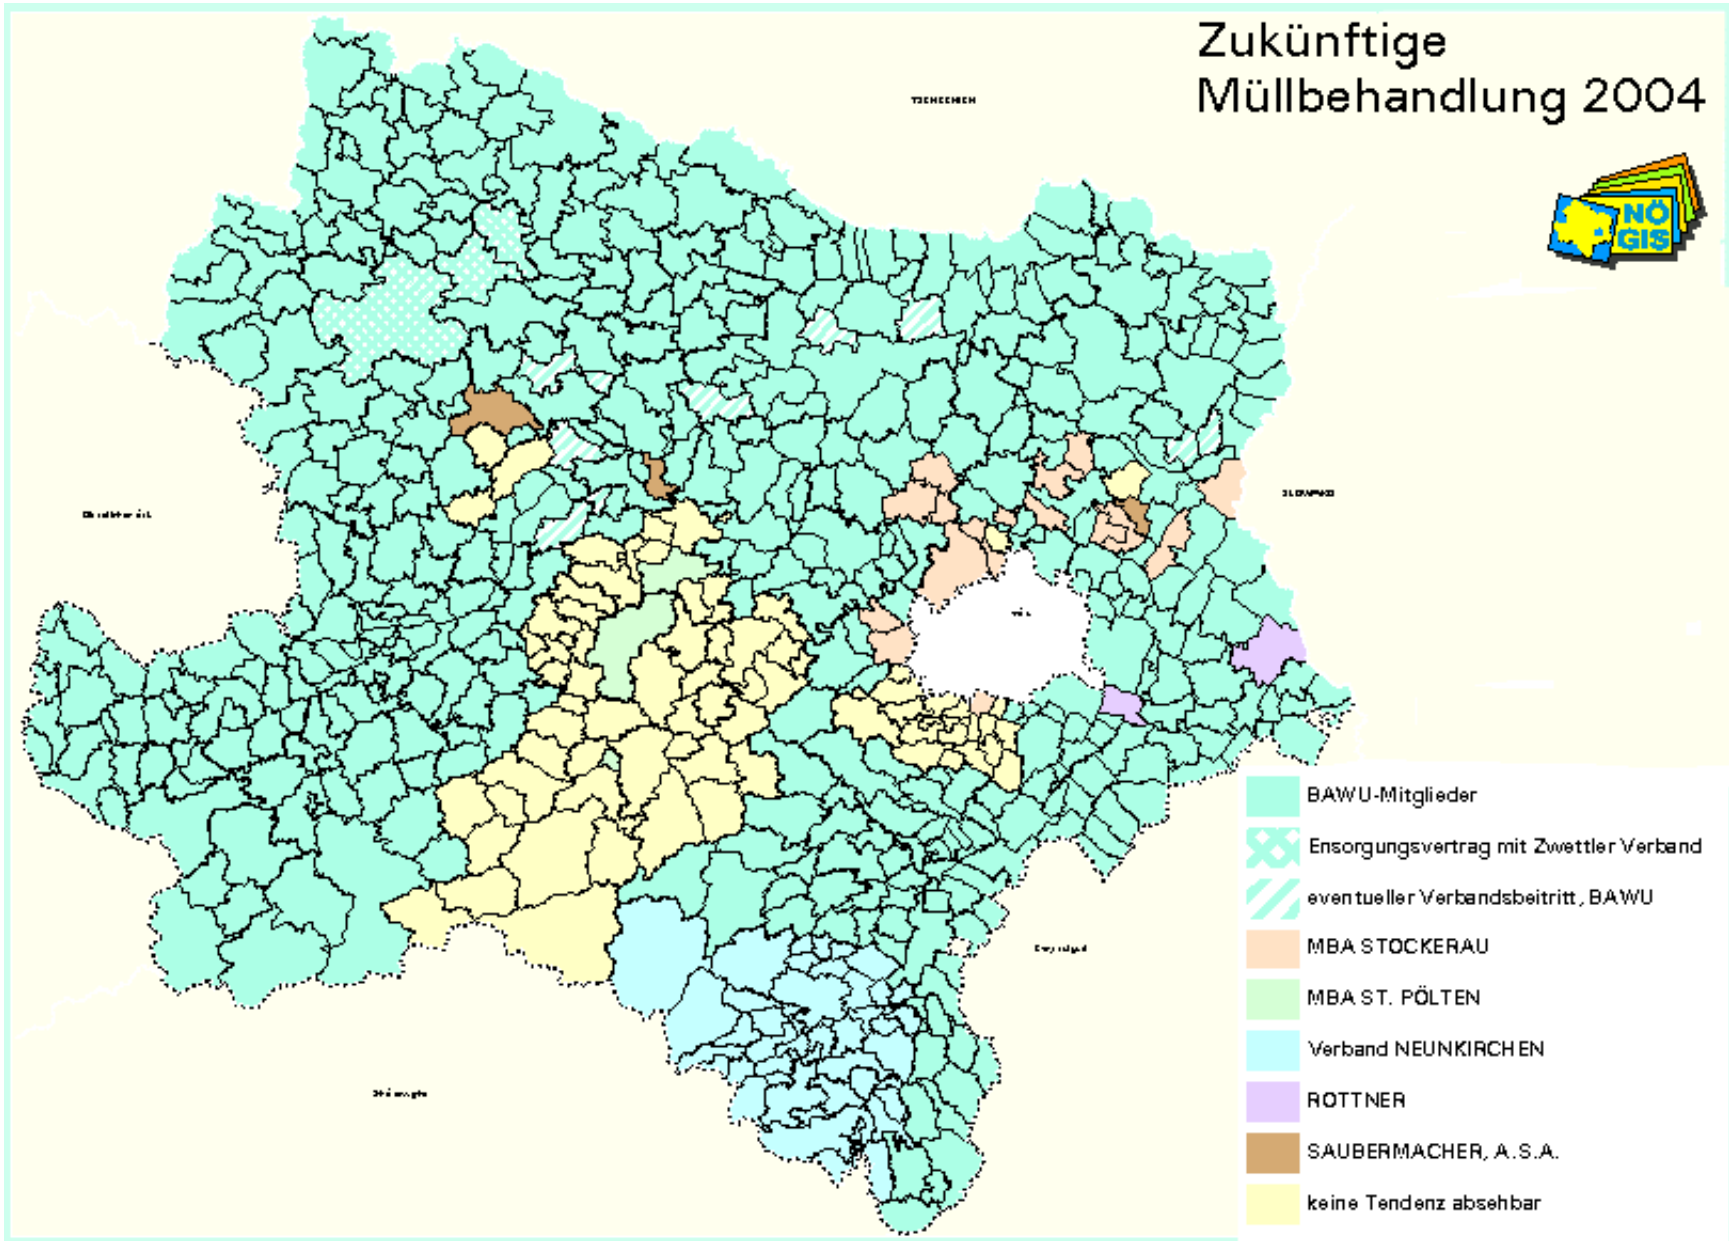 Zukünftige
Müllbehandlung 2004
TSCHECHIEN
NÖ
GIS
BAWU-Mitglieder
Ensorgungsvertrag mit Zwettler Verband
eventueller Verbandsbeitritt, BAWU
MBA STOCKERAU
MBA ST. PÖLTEN
Verband NEUNKIRCHEN
ROTTNER
SAUBERMACHER, A.S.A.
keine Tendenz absehbar